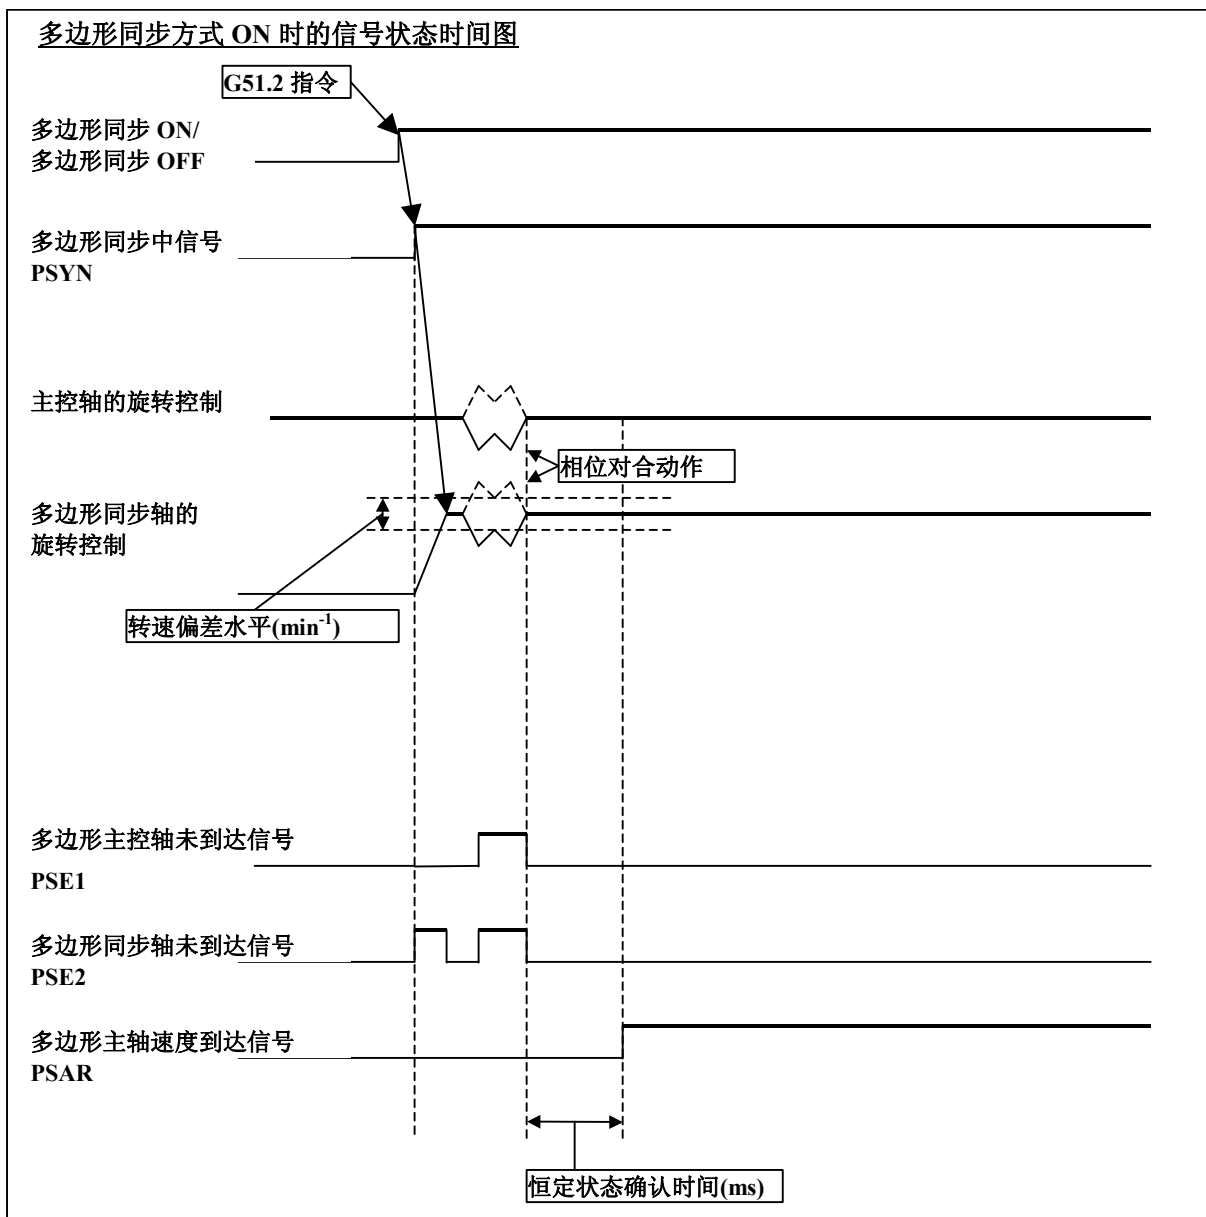 多边形同步方式 ON 时的信号状态时间图
G51.2 指令
多边形同步 ON/
多边形同步 OFF
多边形同步中信号
PSYN
主控轴的旋转控制
相位对合动作
多边形同步轴的
旋转控制
转速偏差水平(min-1)
多边形主控轴未到达信号
PSE1
多边形同步轴未到达信号
PSE2
多边形主轴速度到达信号
PSAR
恒定状态确认时间(ms)